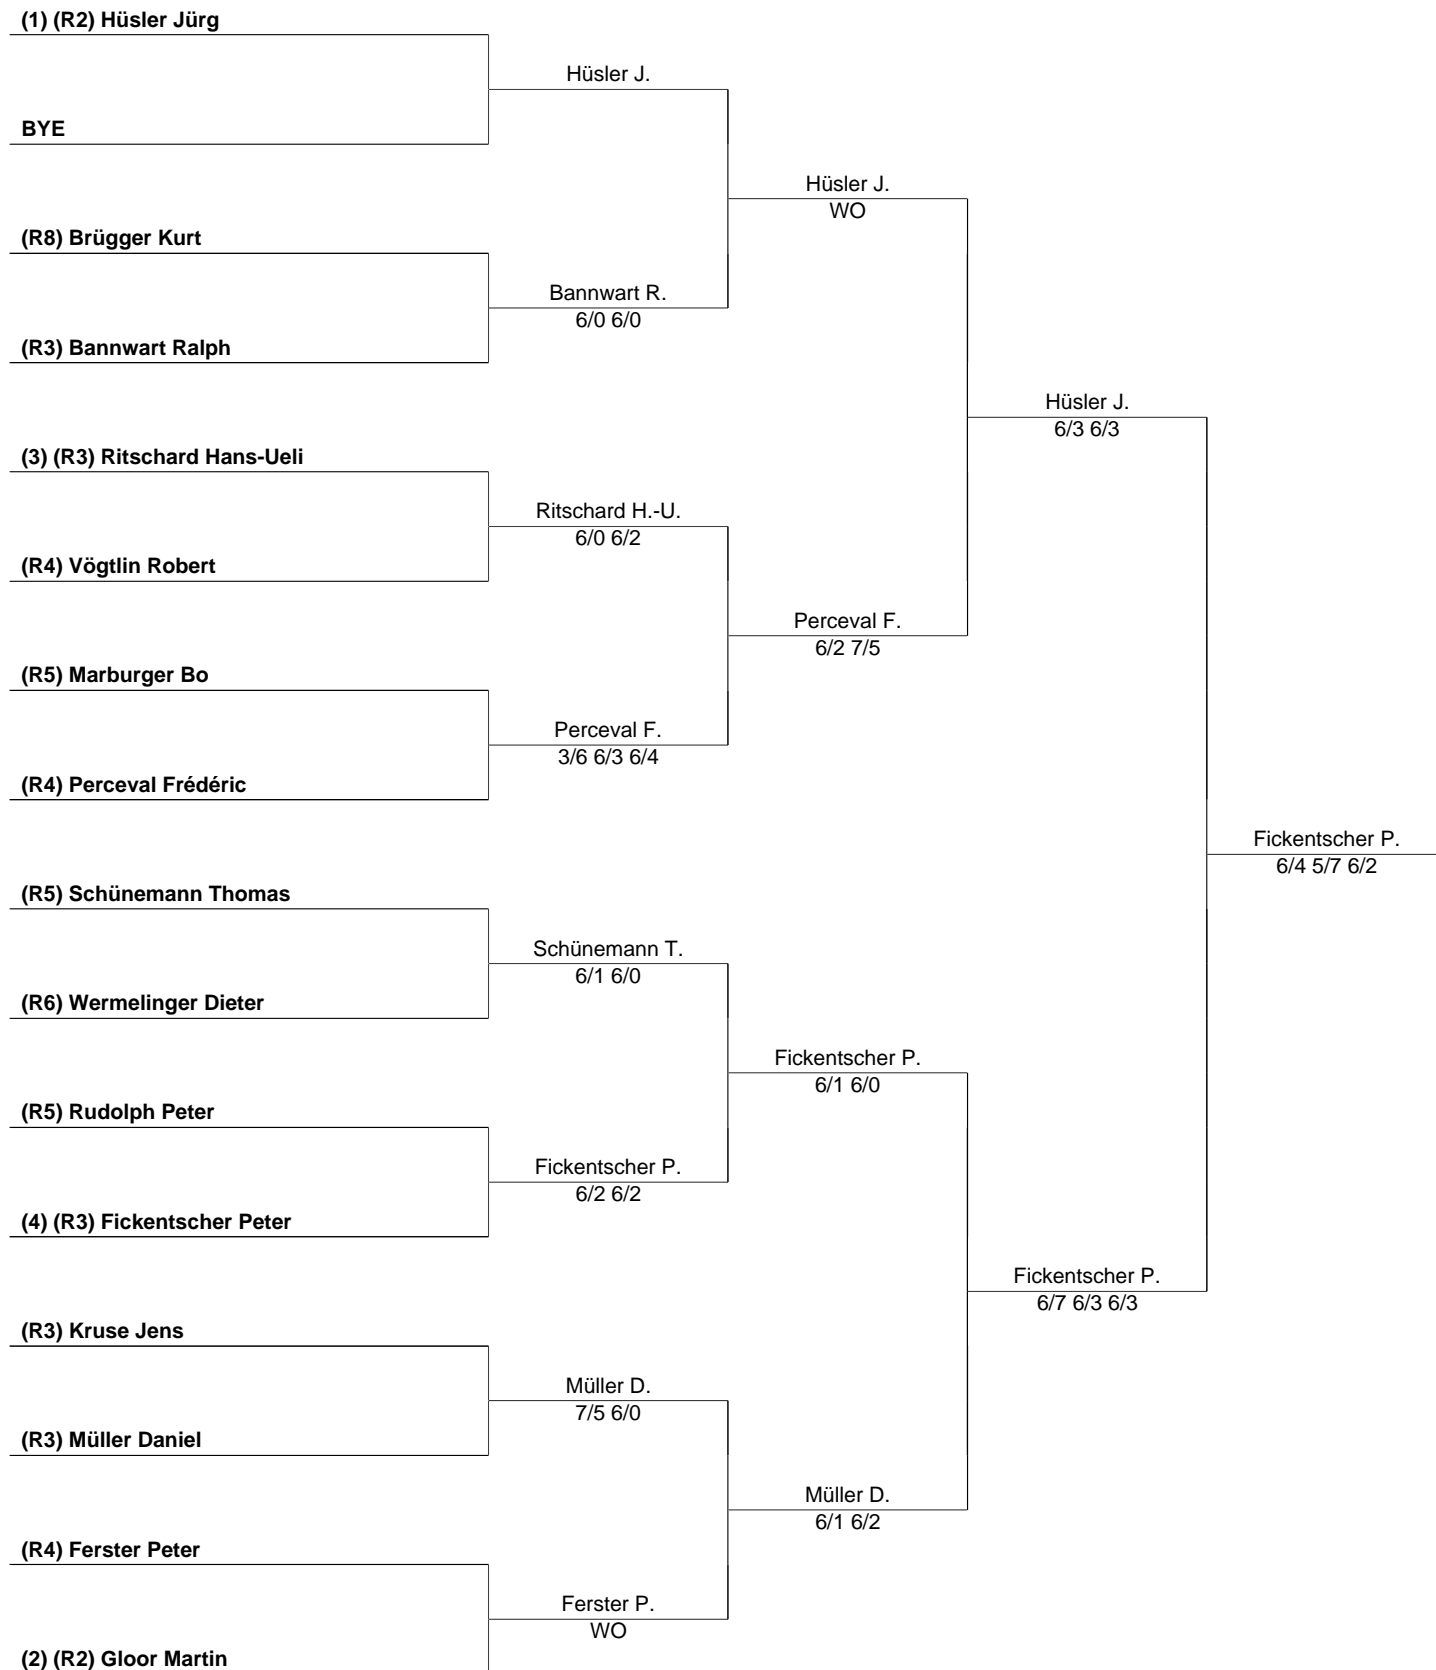 (1) (R2) Hüsler Jürg
Hüsler J.
BYE
Hüsler J.
WO
(R8) Brügger Kurt
Bannwart R.
6/0 6/0
(R3) Bannwart Ralph
Hüsler J.
6/3 6/3
(3) (R3) Ritschard Hans-Ueli
Ritschard H.-U.
6/0 6/2
(R4) Vögtlin Robert
Perceval F.
6/2 7/5
(R5) Marburger Bo
Perceval F.
3/6 6/3 6/4
(R4) Perceval Frédéric
Fickentscher P.
6/4 5/7 6/2
(R5) Schünemann Thomas
Schünemann T.
6/1 6/0
(R6) Wermelinger Dieter
Fickentscher P.
6/1 6/0
(R5) Rudolph Peter
Fickentscher P.
6/2 6/2
(4) (R3) Fickentscher Peter
Fickentscher P.
6/7 6/3 6/3
(R3) Kruse Jens
Müller D.
7/5 6/0
(R3) Müller Daniel
Müller D.
6/1 6/2
(R4) Ferster Peter
Ferster P.
WO
(2) (R2) Gloor Martin